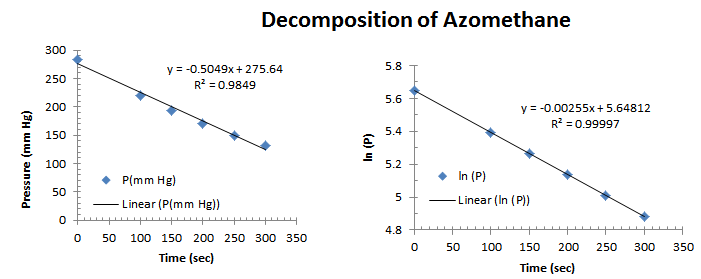 Decomposition of Azomethane
Pressure (mm Hg)
300
250
200
150
100
50
0
y = -0.5049x + 275.64
R² = 0.9849
P(mm Hg)
Linear (P(mm Hg))
0 50 100 150 200 250 300 350
Time (sec)
ln (P)
5.8
5.6
5.4
5.2
5
4.8
y = -0.00255x + 5.64812
R² = 0.99997
ln (P)
Linear (ln (P))
0 50 100 150 200 250 300 350
Time (sec)